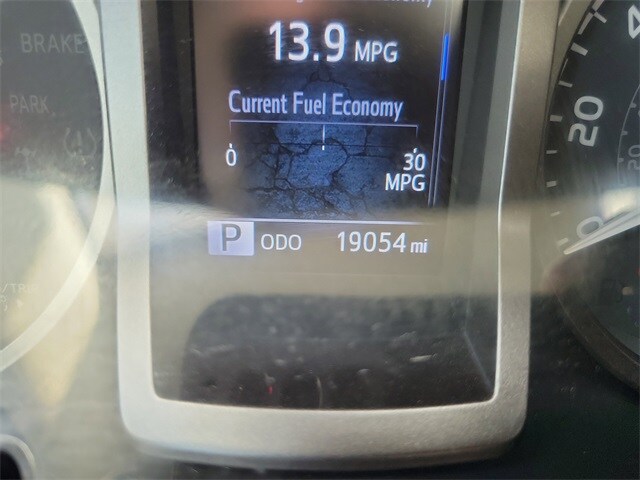 BRAKE
PARK
13.9 MPG
Current Fuel Economy
0 30
MPG
P ODO 19054 mi
20